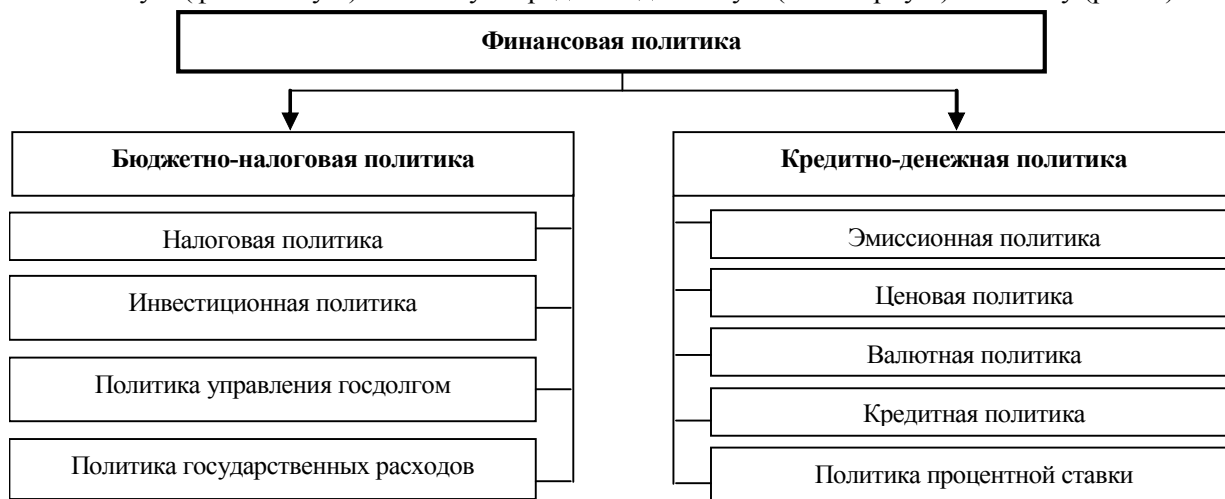 Финансовая политика
Бюджетно-налоговая политика
Налоговая политика
Инвестиционная политика
Политика управления госдолгом
Политика государственных расходов
Кредитно-денежная политика
Эмиссионная политика
Ценовая политика
Валютная политика
Кредитная политика
Политика процентной ставки